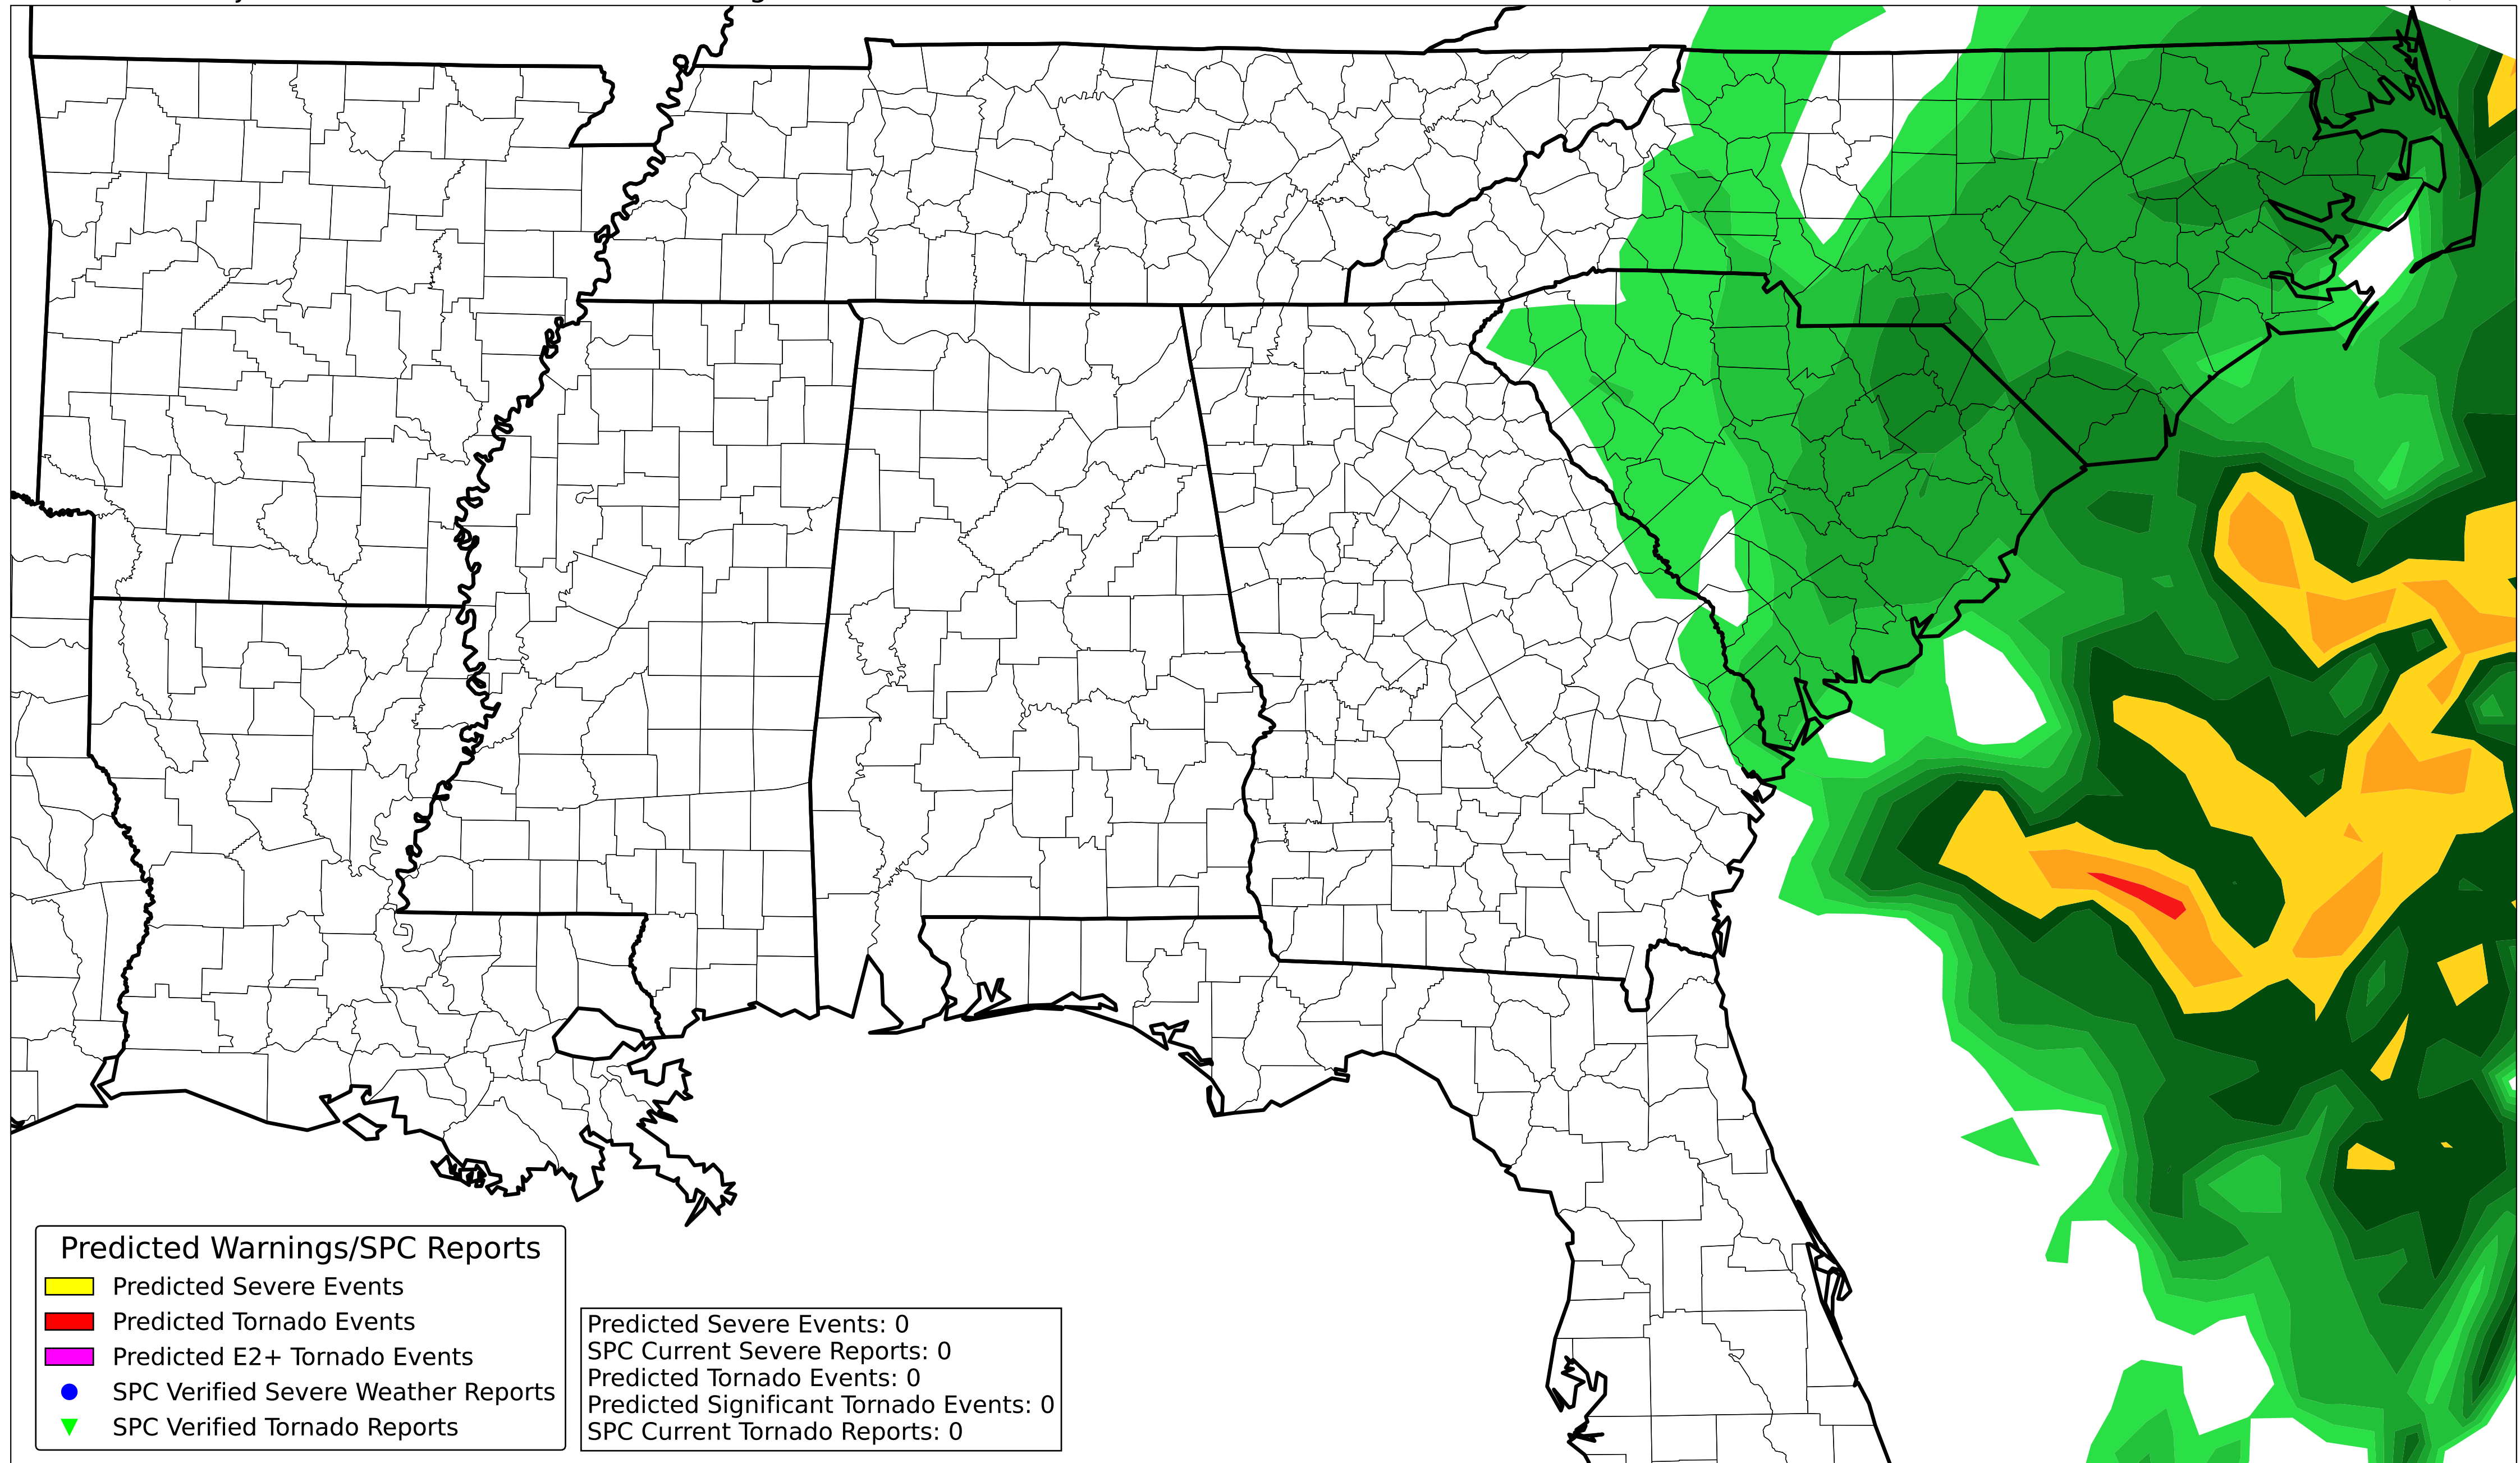 Predicted Warnings/SPC Reports
Predicted Severe Events
Predicted Tornado Events
Predicted E2+ Tornado Events
SPC Verified Severe Weather Reports
SPC Verified Tornado Reports
Predicted Severe Events: 0
SPC Current Severe Reports: 0
Predicted Tornado Events: 0
Predicted Significant Tornado Events: 0
SPC Current Tornado Reports: 0